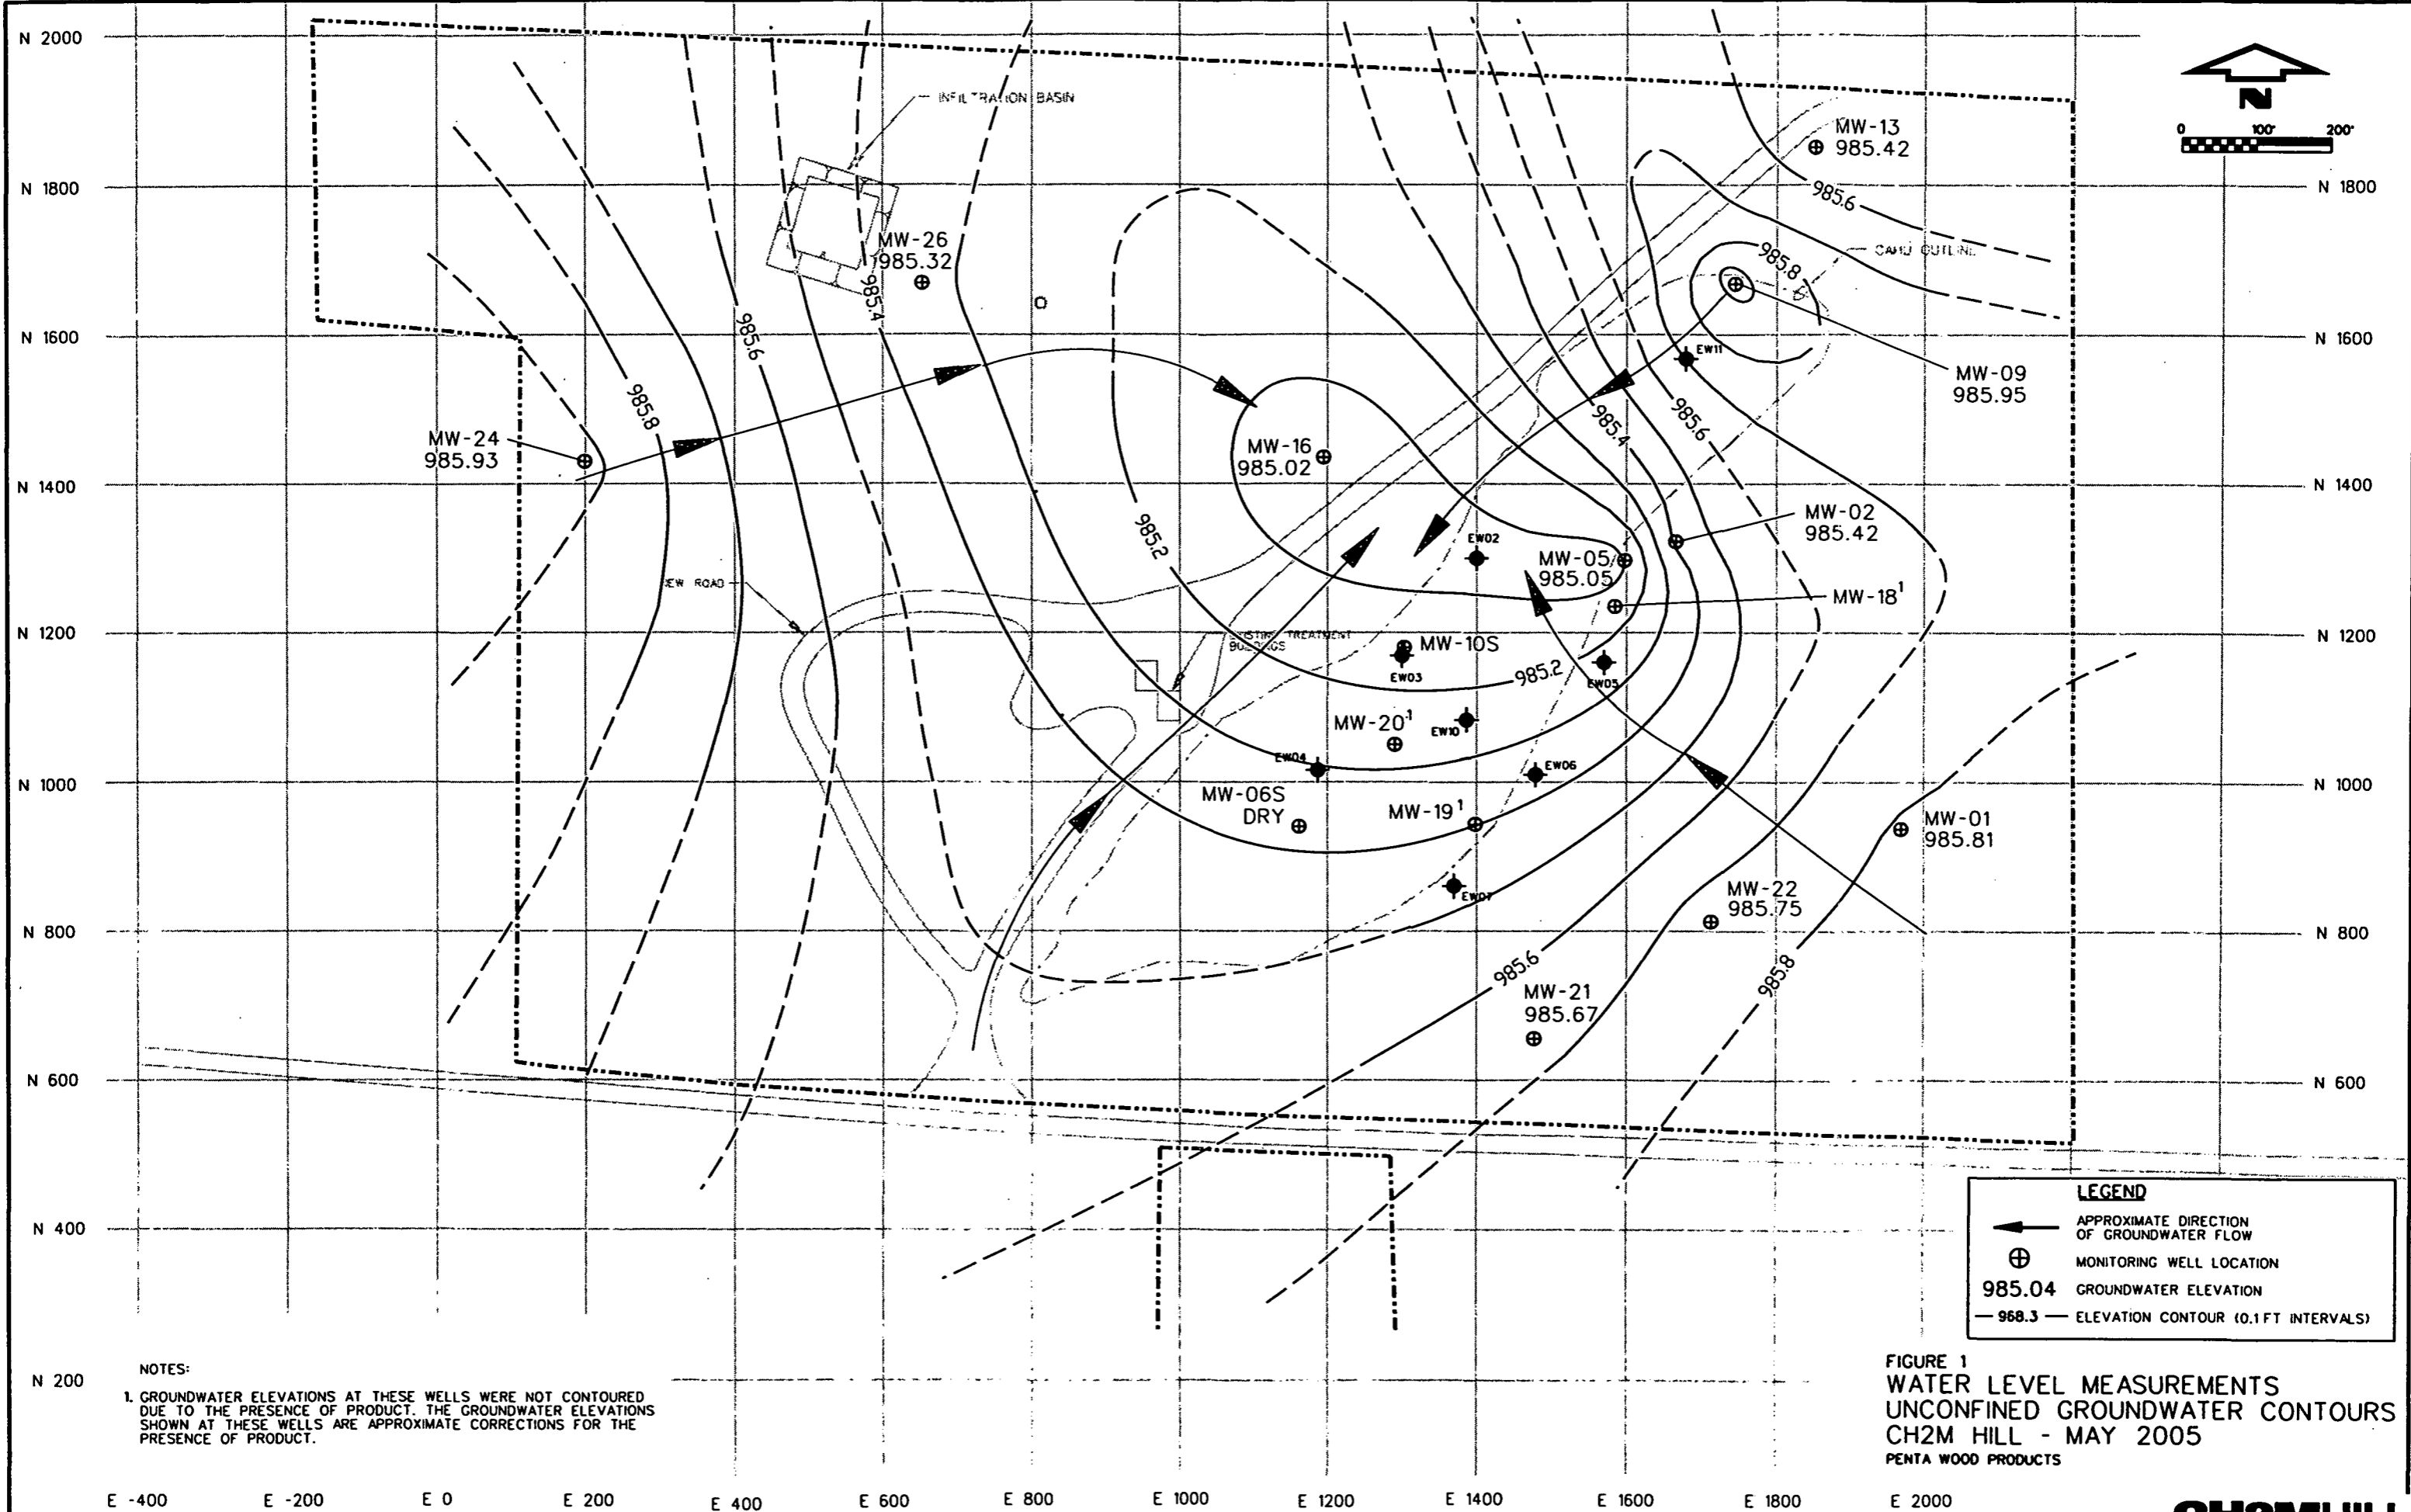 N 2000
N 1800
N 1600
N 1400
N 1200
N 1000
N 800
N 600
N 400
N 200
E -400
E -200
E 0
E 200
E 400
E 600
E 800
E 1000
E 1200
E 1400
E 1600
E 1800
E 2000
N 1800
N 1600
N 1400
N 1200
N 1000
N 800
N 600
N
0 100' 200'
INFILTRATION BASIN
MW-26
985.32
985.4
985.6
985.8
MW-24
985.93
985.2
MW-16
985.02
MW-13
985.42
985.6
985.8
MW-09
985.95
EW11
985.4
985.6
MW-02
985.42
EW02
MW-05
985.05
MW-18¹
ROAD
EXISTING TREATMENT
BUILDINGS
MW-10S
EW03
985.2
EW05
MW-20¹
EW10
EW04
EW06
MW-06S
DRY
MW-19¹
EW07
MW-01
985.81
MW-22
985.75
985.6
985.8
MW-21
985.67
LEGEND
APPROXIMATE DIRECTION
OF GROUNDWATER FLOW
MONITORING WELL LOCATION
985.04 GROUNDWATER ELEVATION
968.3 ELEVATION CONTOUR (0.1 FT INTERVALS)
NOTES:
1. GROUNDWATER ELEVATIONS AT THESE WELLS WERE NOT CONTOURED
DUE TO THE PRESENCE OF PRODUCT. THE GROUNDWATER ELEVATIONS
SHOWN AT THESE WELLS ARE APPROXIMATE CORRECTIONS FOR THE
PRESENCE OF PRODUCT.
FIGURE 1
WATER LEVEL MEASUREMENTS
UNCONFINED GROUNDWATER CONTOURS
CH2M HILL - MAY 2005
PENTA WOOD PRODUCTS
CH2MHILL